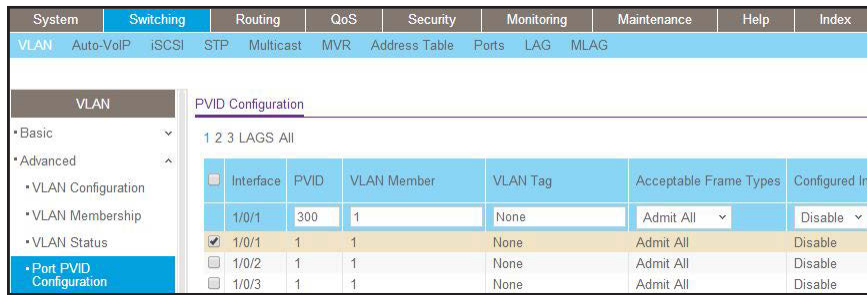 System Switching Routing QoS Security Monitoring Maintenance Help Index
VLAN Auto-VoIP iSCSI STP Multicast MVR Address Table Ports LAG MLAG
VLAN
Basic
Advanced
VLAN Configuration
VLAN Membership
VLAN Status
Port PVID
Configuration
PVID Configuration
1 2 3 LAGS All
Interface PVID VLAN Member VLAN Tag Acceptable Frame Types Configured In
1/0/1 300 1 None Admit All Disable
1/0/1 1 1 None Admit All Disable
1/0/2 1 1 None Admit All Disable
1/0/3 1 1 None Admit All Disable